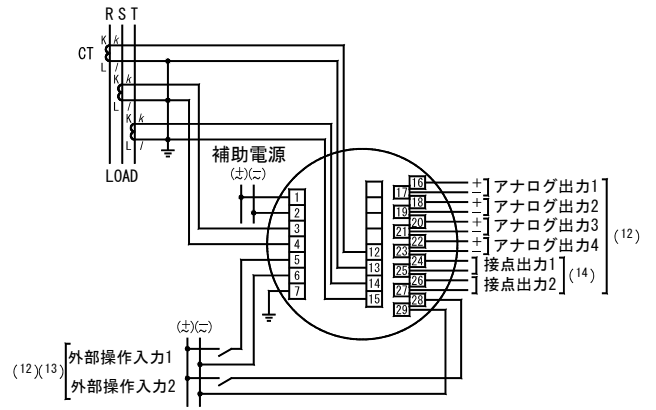 R S T
K k
CT
L l
K k
L l
K k
L l
LOAD
補助電源
(±)(∓)
1
2
3
4
5
6
7
12
13
14
15
16
17
18
19
20
21
22
23
24
25
26
27
28
29
+
− アナログ出力1
+
− アナログ出力2
+
− アナログ出力3
+
− アナログ出力4
(12)
接点出力1
接点出力2
(14)
(±)(∓)
(12)(13)
外部操作入力1
外部操作入力2